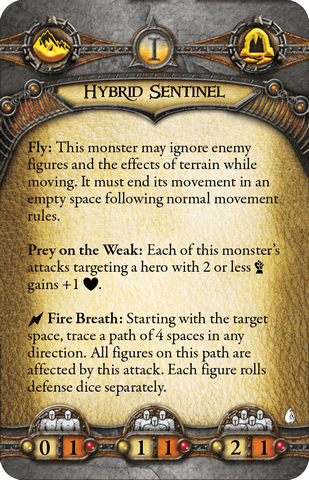 I
HYBRID SENTINEL
Fly: This monster may ignore enemy
figures and the effects of terrain while
moving. It must end its movement in an
empty space following normal movement
rules.
Prey on the Weak: Each of this monster's
attacks targeting a hero with 2 or less
gains +1 .
Fire Breath: Starting with the target
space, trace a path of 4 spaces in any
direction. All figures on this path are
affected by this attack. Each figure rolls
defense dice separately.
0 1 1 1 2 1